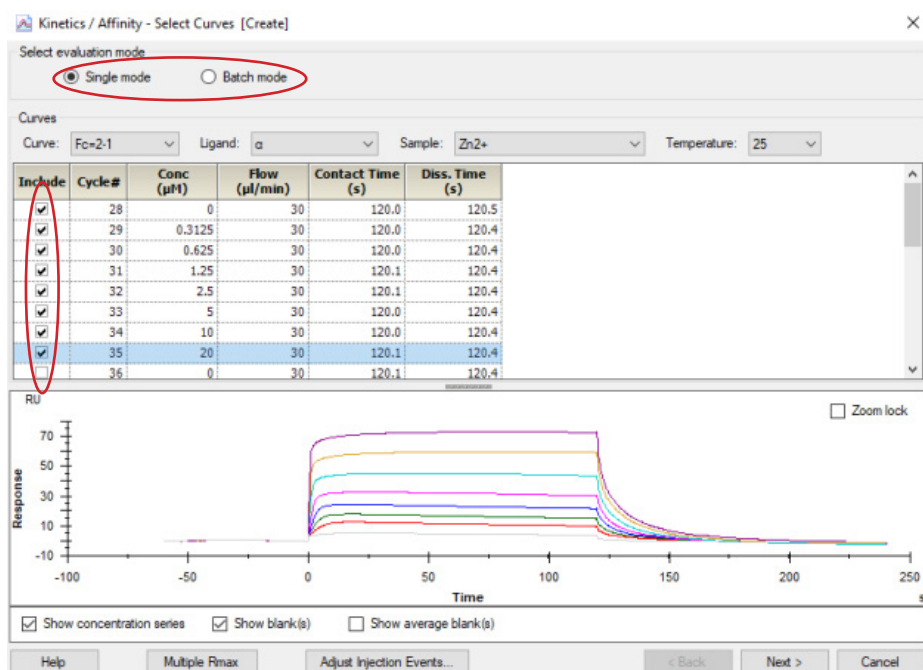 Kinetics / Affinity - Select Curves [Create]
Select evaluation mode
Single mode Batch mode
Curves
Curve: Fc=2-1 Ligand: α Sample: Zn2+ Temperature: 25
Include Cycle# Conc (µM) Flow (µl/min) Contact Time (s) Diss. Time (s)
28 0 30 120.0 120.5
29 0.3125 30 120.0 120.4
30 0.625 30 120.0 120.4
31 1.25 30 120.1 120.4
32 2.5 30 120.1 120.4
33 5 30 120.0 120.4
34 10 30 120.0 120.4
35 20 30 120.1 120.4
36 0 30 120.1 120.4
RU
Zoom lock
70
50
30
10
-10
Response
-100 -50 0 50 100 150 200 250
Time s
Show concentration series Show blank(s) Show average blank(s)
Help Multiple Rmax Adjust Injection Events... < Back Next > Cancel